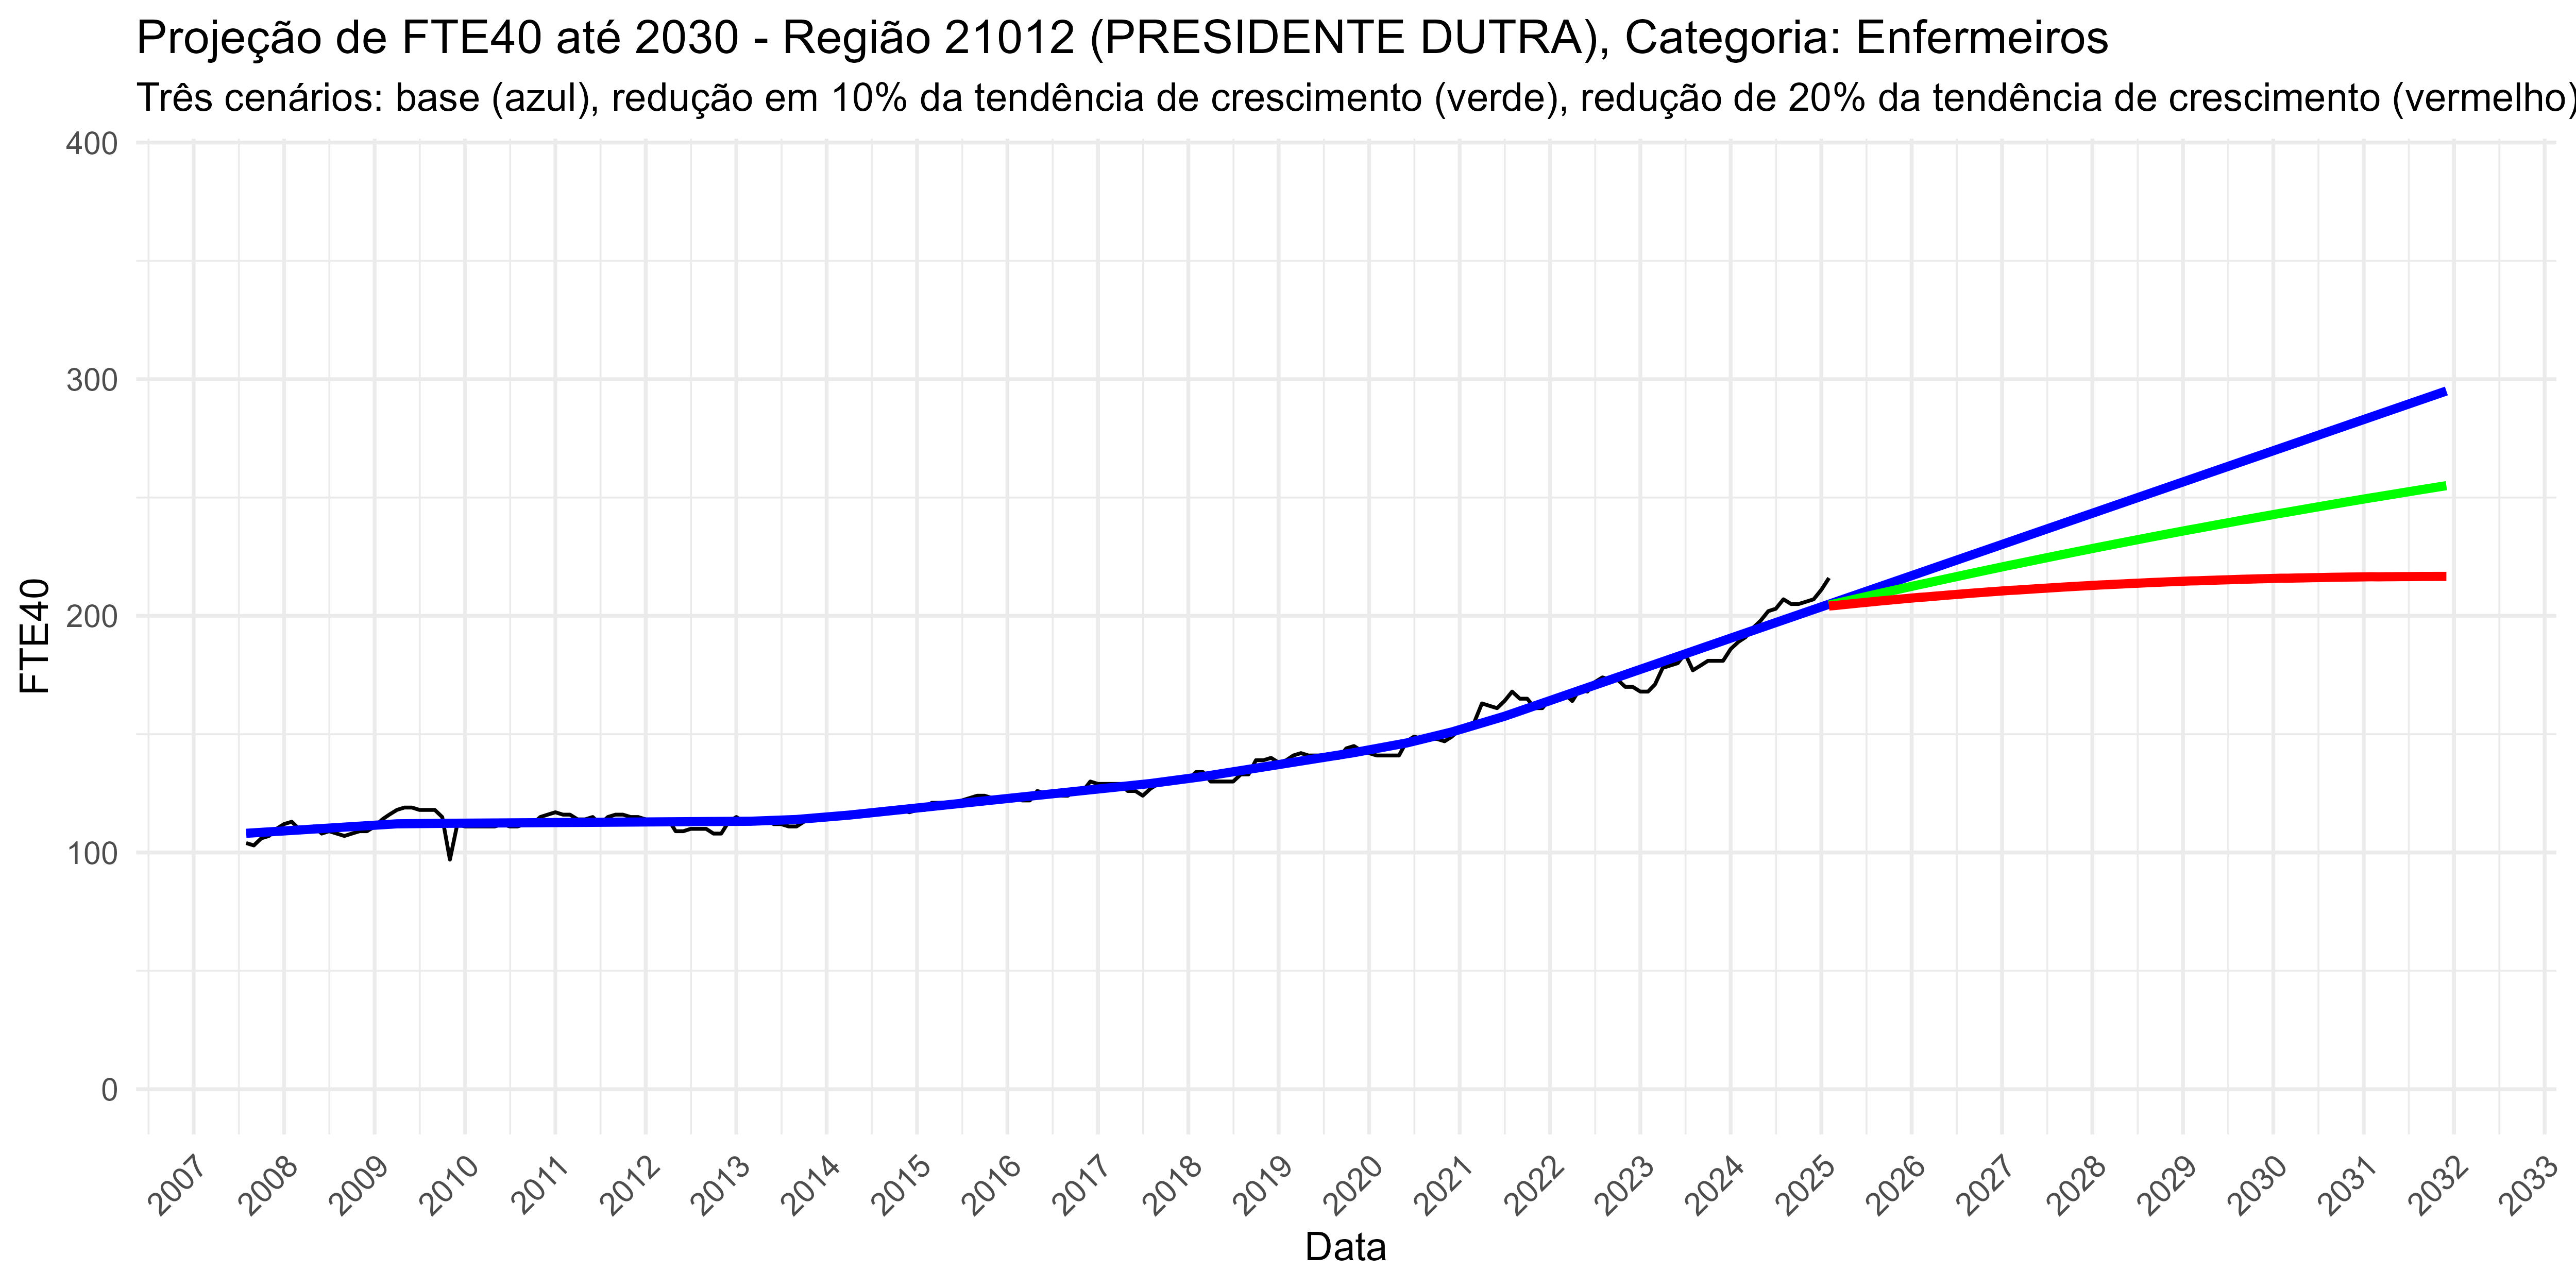 Projeção de FTE40 até 2030 - Região 21012 (PRESIDENTE DUTRA), Categoria: Enfermeiros
Três cenários: base (azul), redução em 10% da tendência de crescimento (verde), redução de 20% da tendência de crescimento (vermelho)
400
300
200
100
0
FTE40
2007 2008 2009 2010 2011 2012 2013 2014 2015 2016 2017 2018 2019 2020 2021 2022 2023 2024 2025 2026 2027 2028 2029 2030 2031 2032 2033
Data